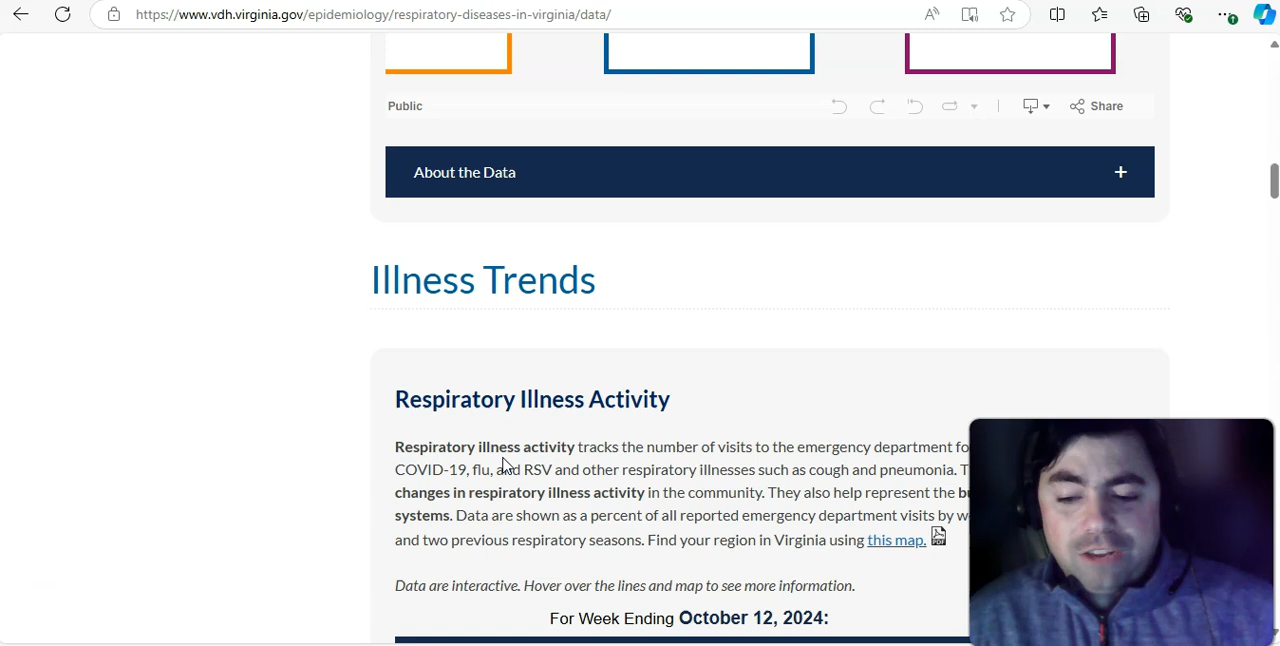 https://www.vdh.virginia.gov/epidemiology/respiratory-diseases-in-virginia/data/
Public
Share
About the Data +
Illness Trends
Respiratory Illness Activity
Respiratory illness activity tracks the number of visits to the emergency department
COVID-19, flu, and RSV and other respiratory illnesses such as cough and pneumonia.
changes in respiratory illness activity in the community. They also help represent the
systems. Data are shown as a percent of all reported emergency department visits by
and two previous respiratory seasons. Find your region in Virginia using this map.
Data are interactive. Hover over the lines and map to see more information.
For Week Ending October 12, 2024: